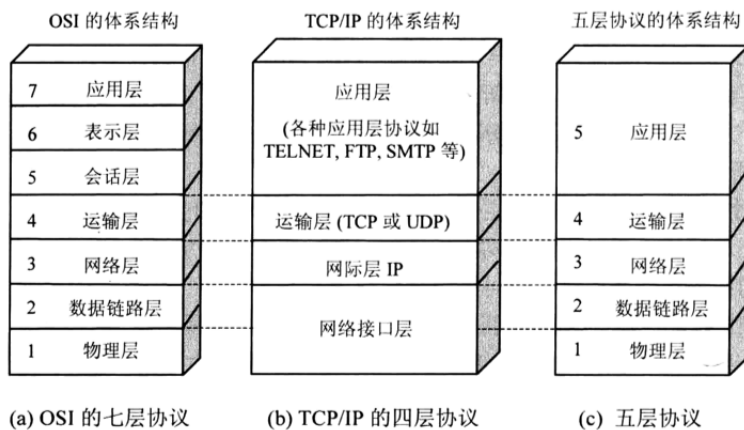 OSI 的体系结构
7 应用层
6 表示层
5 会话层
4 运输层
3 网络层
2 数据链路层
1 物理层
(a) OSI 的七层协议
TCP/IP 的体系结构
应用层
(各种应用层协议如
TELNET, FTP, SMTP 等)
运输层 (TCP 或 UDP)
网际层 IP
网络接口层
(b) TCP/IP 的四层协议
五层协议的体系结构
5 应用层
4 运输层
3 网络层
2 数据链路层
1 物理层
(c) 五层协议